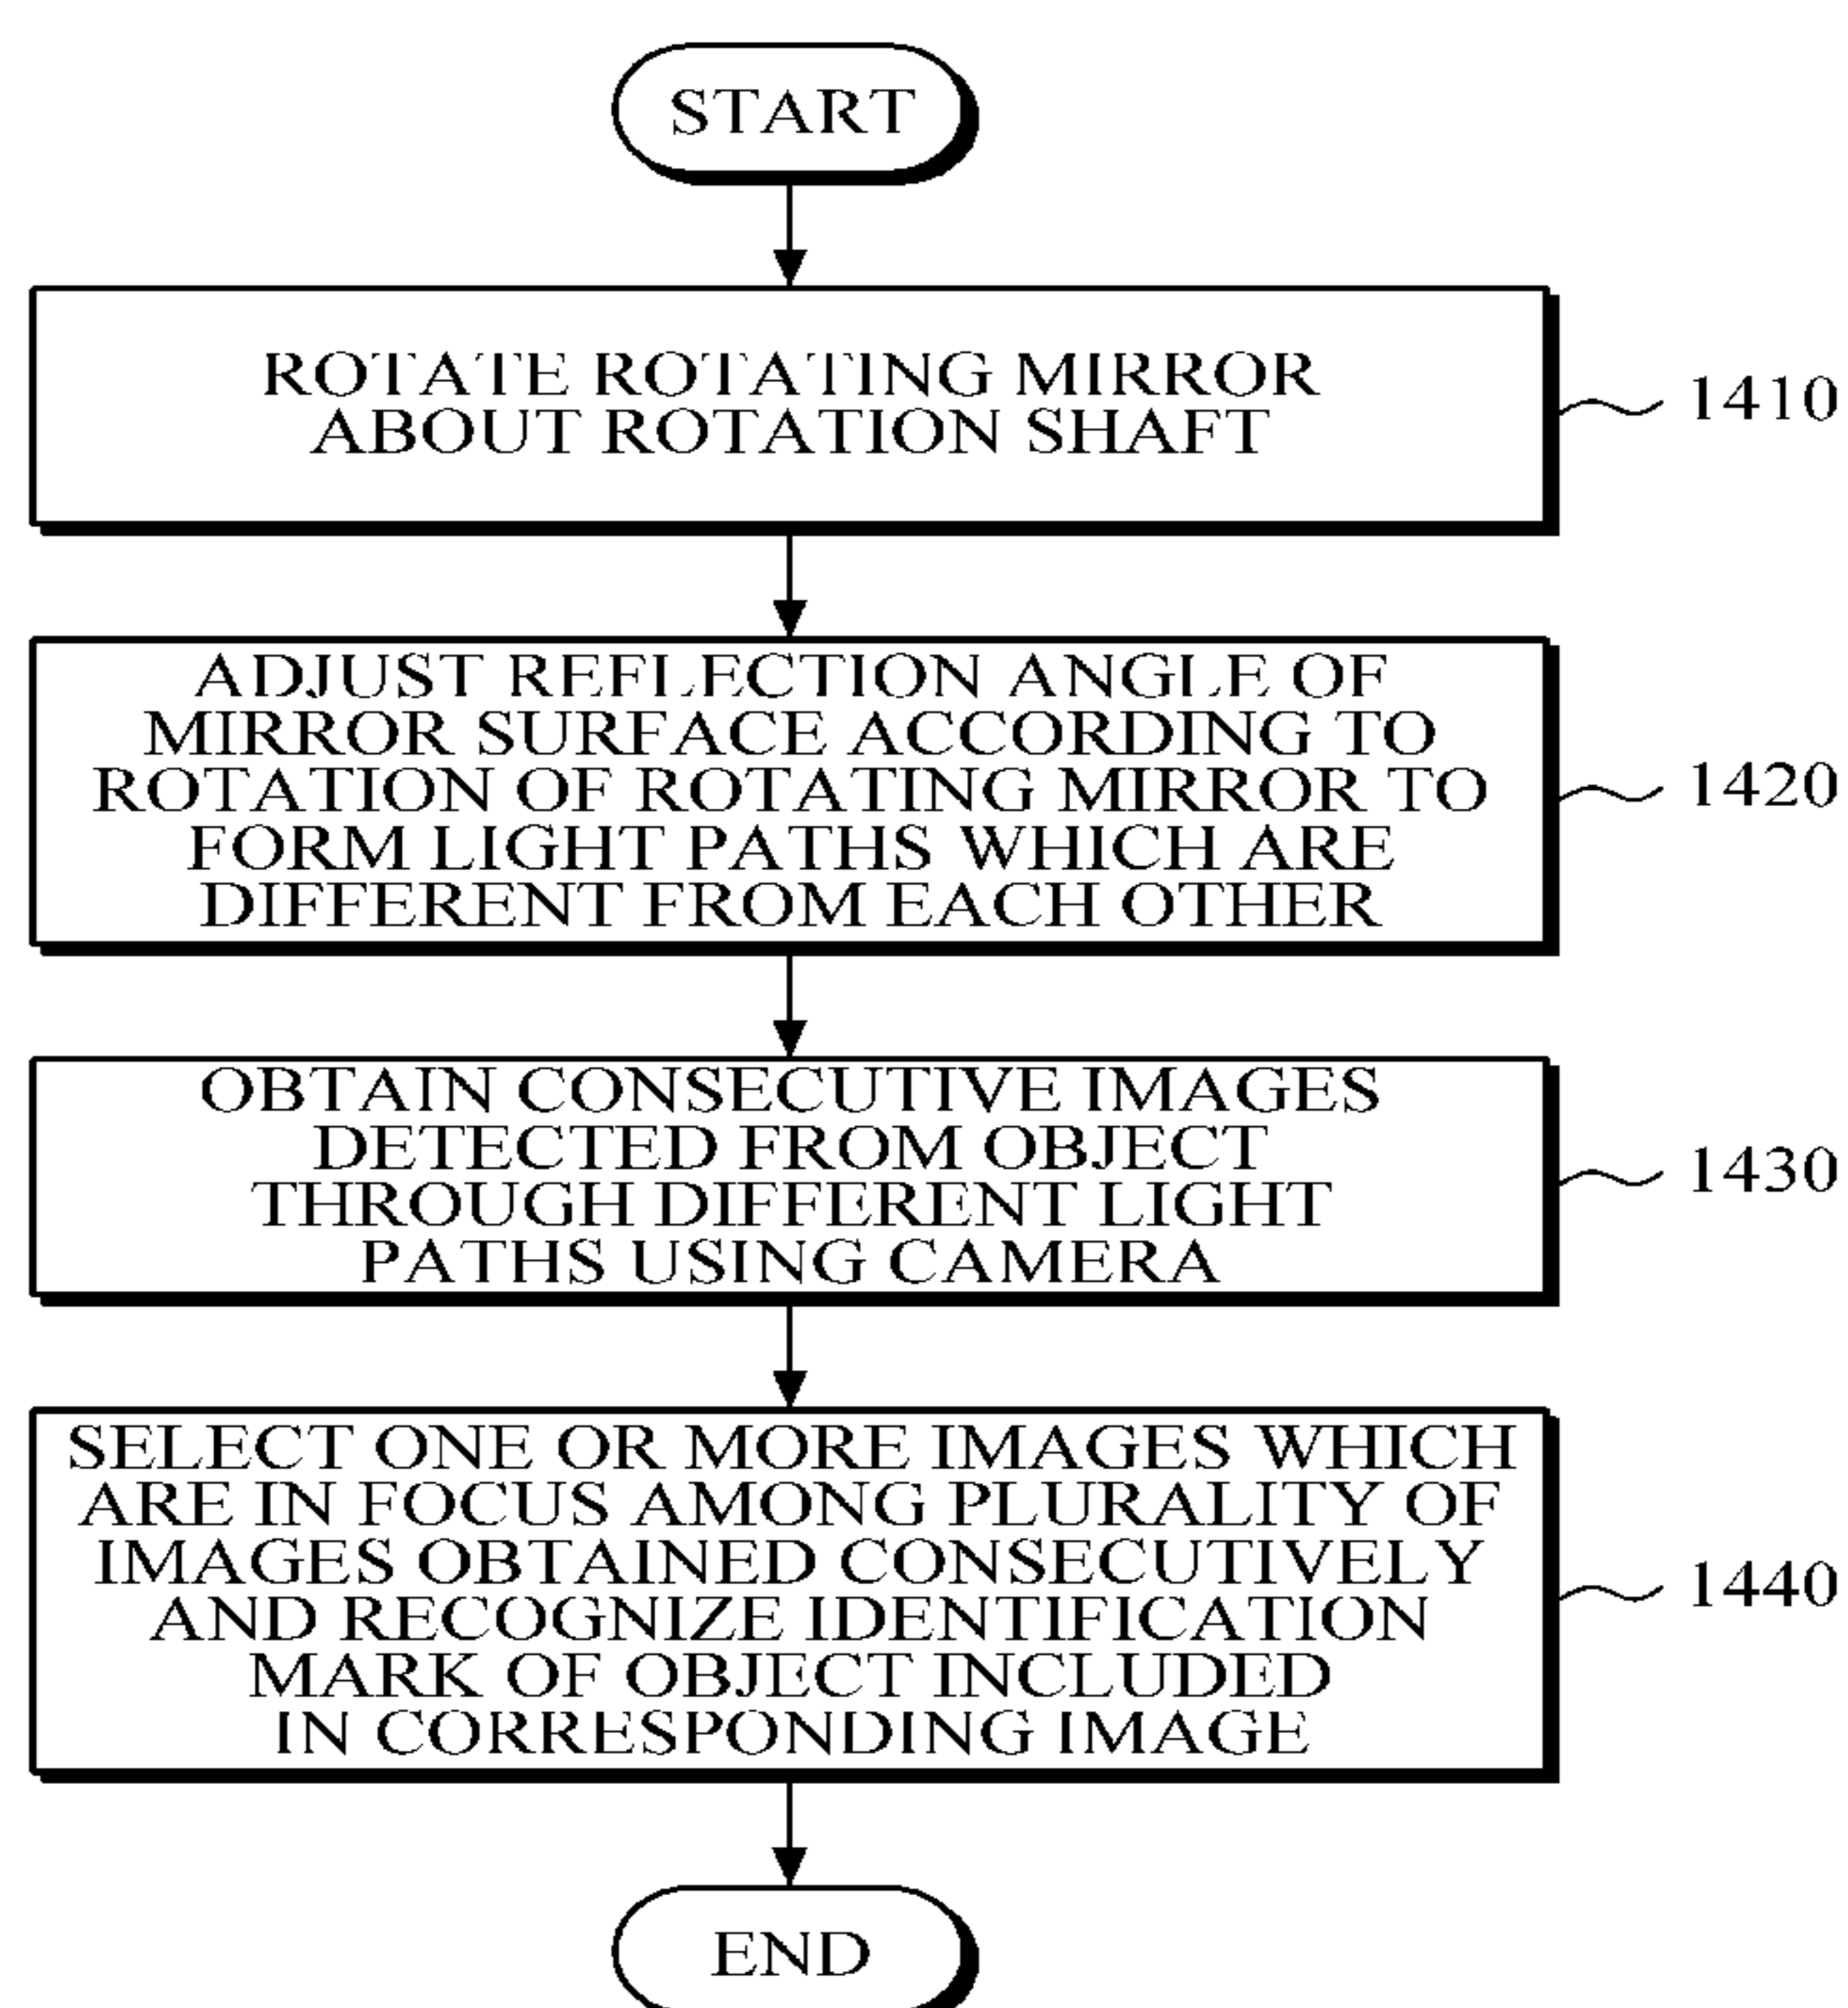 START
ROTATE ROTATING MIRROR
ABOUT ROTATION SHAFT
1410
ADJUST REFLECTION ANGLE OF
MIRROR SURFACE ACCORDING TO
ROTATION OF ROTATING MIRROR TO
FORM LIGHT PATHS WHICH ARE
DIFFERENT FROM EACH OTHER
1420
OBTAIN CONSECUTIVE IMAGES
DETECTED FROM OBJECT
THROUGH DIFFERENT LIGHT
PATHS USING CAMERA
1430
SELECT ONE OR MORE IMAGES WHICH
ARE IN FOCUS AMONG PLURALITY OF
IMAGES OBTAINED CONSECUTIVELY
AND RECOGNIZE IDENTIFICATION
MARK OF OBJECT INCLUDED
IN CORRESPONDING IMAGE
1440
END